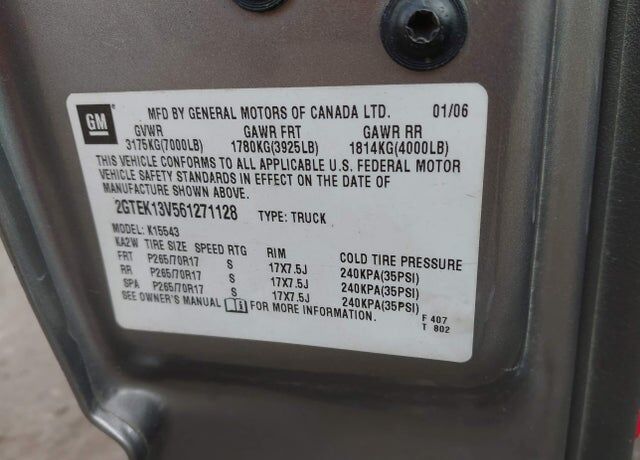 GM
MFD BY GENERAL MOTORS OF CANADA LTD. 01/06
GVWR GAWR FRT GAWR RR
3175KG(7000LB) 1780KG(3925LB) 1814KG(4000LB)
THIS VEHICLE CONFORMS TO ALL APPLICABLE U.S. FEDERAL MOTOR
VEHICLE SAFETY STANDARDS IN EFFECT ON THE DATE OF
MANUFACTURE SHOWN ABOVE.
2GTEK13V561271128 TYPE: TRUCK
MODEL: K15543
KA2W TIRE SIZE SPEED RTG RIM COLD TIRE PRESSURE
FRT P265/70R17 S 17X7.5J 240KPA(35PSI)
RR P265/70R17 S 17X7.5J 240KPA(35PSI)
SPA P265/70R17 S 17X7.5J 240KPA(35PSI)
SEE OWNER'S MANUAL FOR MORE INFORMATION. F 407
T 802